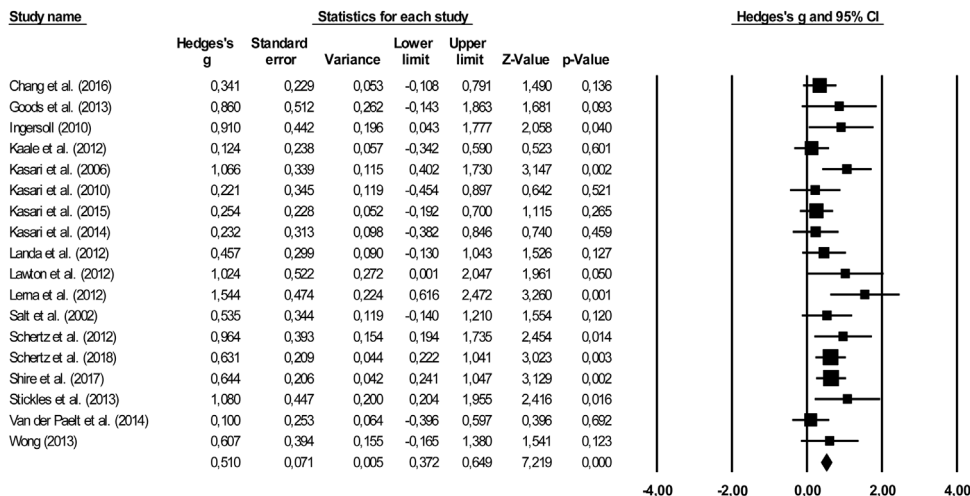 Study name Statistics for each study Hedges's g and 95% CI
Hedges's g Standard error Variance Lower limit Upper limit Z-Value p-Value
Chang et al. (2016) 0,341 0,229 0,053 -0,108 0,791 1,490 0,136
Goods et al. (2013) 0,860 0,512 0,262 -0,143 1,863 1,681 0,093
Ingersoll (2010) 0,910 0,442 0,196 0,043 1,777 2,058 0,040
Kaale et al. (2012) 0,124 0,238 0,057 -0,342 0,590 0,523 0,601
Kasari et al. (2006) 1,066 0,339 0,115 0,402 1,730 3,147 0,002
Kasari et al. (2010) 0,221 0,345 0,119 -0,454 0,897 0,642 0,521
Kasari et al. (2015) 0,254 0,228 0,052 -0,192 0,700 1,115 0,265
Kasari et al. (2014) 0,232 0,313 0,098 -0,382 0,846 0,740 0,459
Landa et al. (2012) 0,457 0,299 0,090 -0,130 1,043 1,526 0,127
Lawton et al. (2012) 1,024 0,522 0,272 0,001 2,047 1,961 0,050
Lerna et al. (2012) 1,544 0,474 0,224 0,616 2,472 3,260 0,001
Salt et al. (2002) 0,535 0,344 0,119 -0,140 1,210 1,554 0,120
Schertz et al. (2012) 0,964 0,393 0,154 0,194 1,735 2,454 0,014
Schertz et al. (2018) 0,631 0,209 0,044 0,222 1,041 3,023 0,003
Shire et al. (2017) 0,644 0,206 0,042 0,241 1,047 3,129 0,002
Stickles et al. (2013) 1,080 0,447 0,200 0,204 1,955 2,416 0,016
Van der Paelt et al. (2014) 0,100 0,253 0,064 -0,396 0,597 0,396 0,692
Wong (2013) 0,607 0,394 0,155 -0,165 1,380 1,541 0,123
0,510 0,071 0,005 0,372 0,649 7,219 0,000
-4.00 -2.00 0.00 2.00 4.00